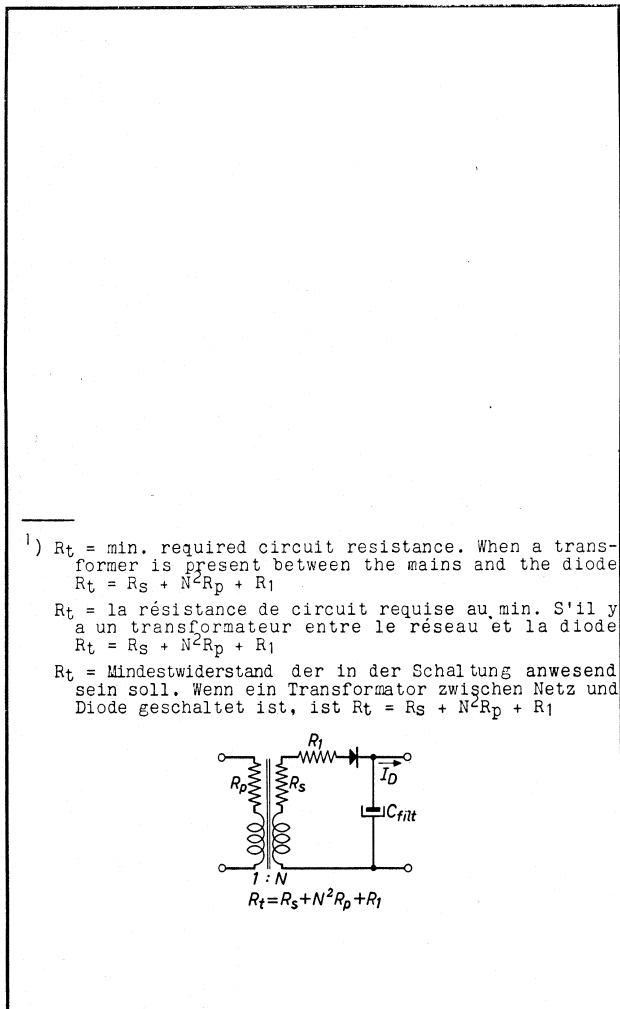 1) Rt = min. required circuit resistance. When a trans-
former is present between the mains and the diode
Rt = Rs + N²Rp + R1
Rt = la résistance de circuit requise au min. S'il y
a un transformateur entre le réseau et la diode
Rt = Rs + N²Rp + R1
Rt = Mindestwiderstand der in der Schaltung anwesend
sein soll. Wenn ein Transformator zwischen Netz und
Diode geschaltet ist, ist Rt = Rs + N²Rp + R1
R1
ID
Rp
Rs
Cfilt
1 : N
Rt=Rs+N²Rp+R1